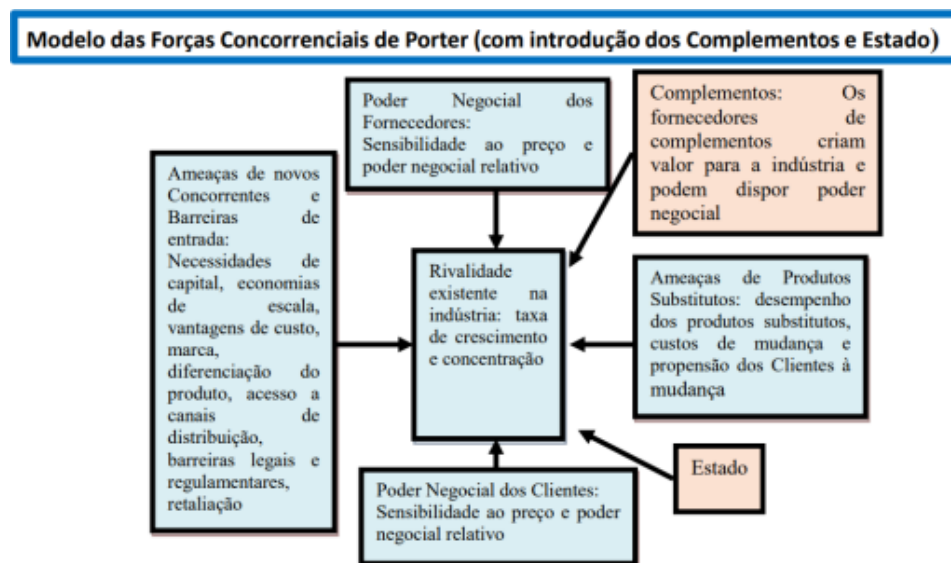 Modelo das Forças Concorrenciais de Porter (com introdução dos Complementos e Estado)
Poder Negocial dos
Fornecedores:
Sensibilidade ao preço e
poder negocial relativo
Complementos: Os
fornecedores de
complementos criam
valor para a indústria e
podem dispor poder
negocial
Ameaças de novos
Concorrentes e
Barreiras de
entrada:
Necessidades de
capital, economias
de escala,
vantagens de custo,
marca,
diferenciação do
produto, acesso a
canais de
distribuição,
barreiras legais e
regulamentares,
retaliação
Rivalidade
existente na
indústria: taxa
de crescimento
e concentração
Ameaças de Produtos
Substitutos: desempenho
dos produtos substitutos,
custos de mudança e
propensão dos Clientes à
mudança
Estado
Poder Negocial dos Clientes:
Sensibilidade ao preço e poder
negocial relativo